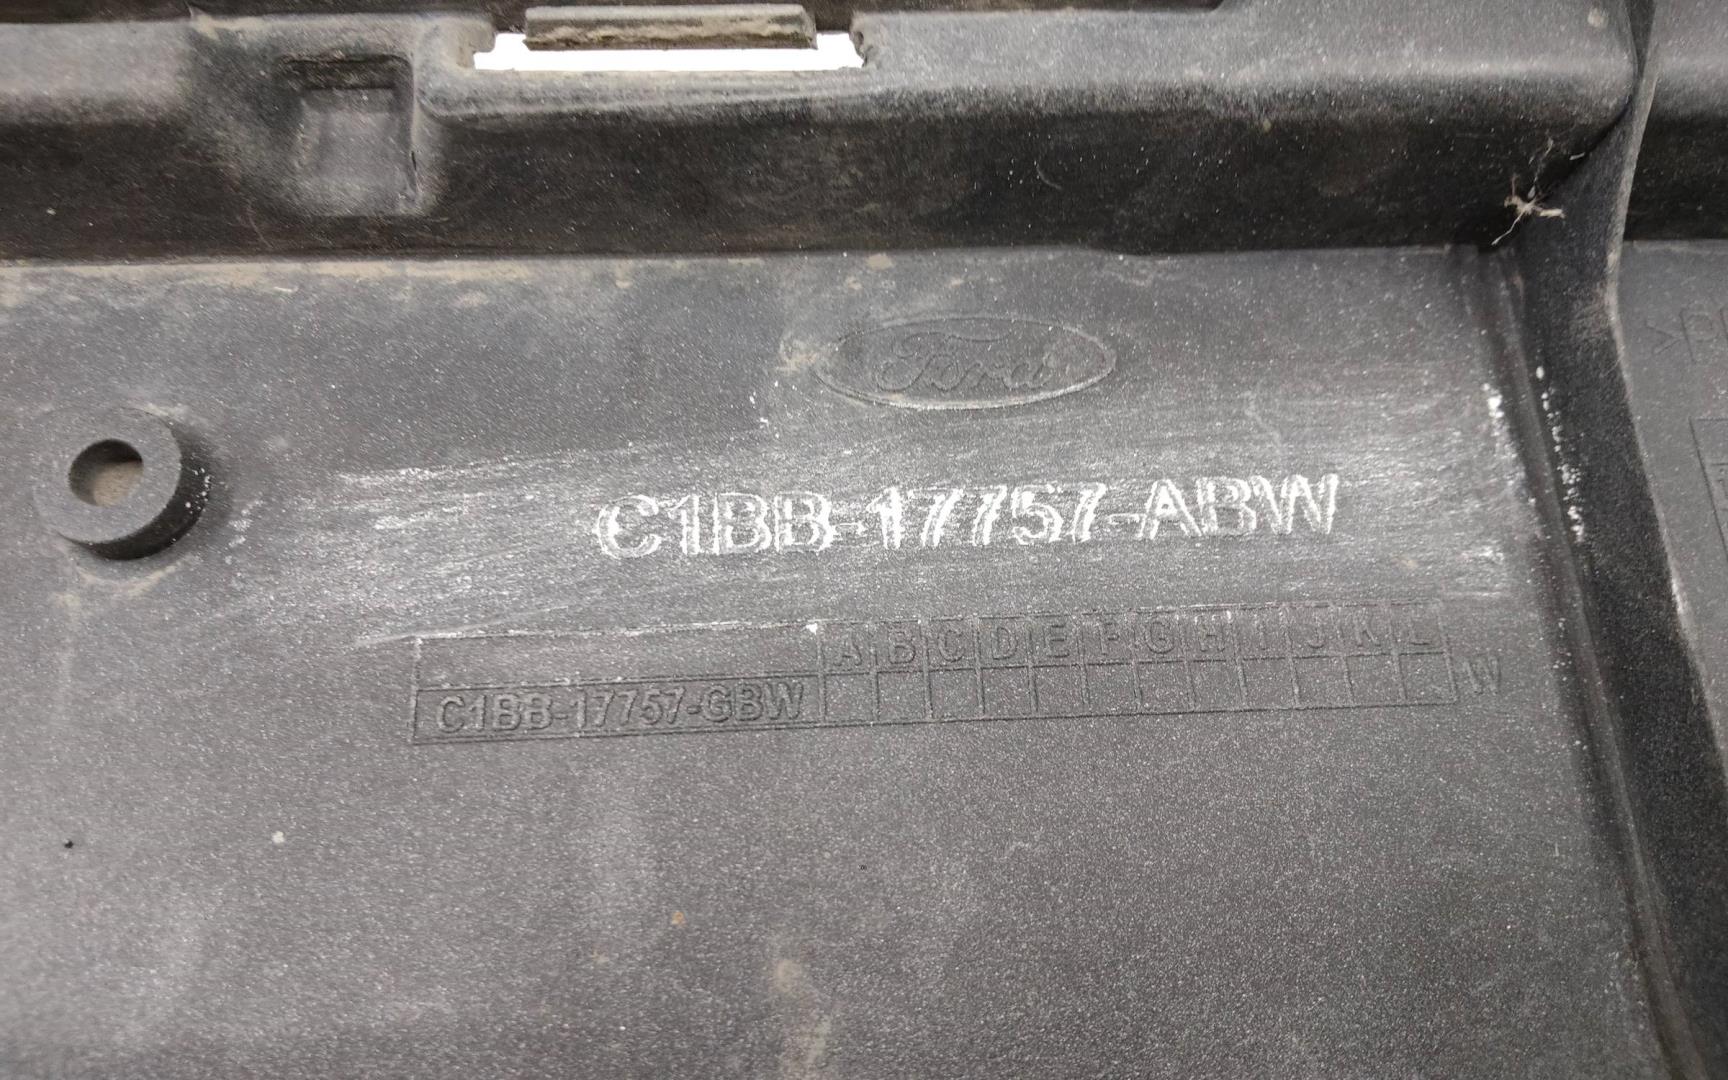 Ford
C1BB-17757-ABW
A B C D E F G H I J K L
C1BB-17757-GBW
W